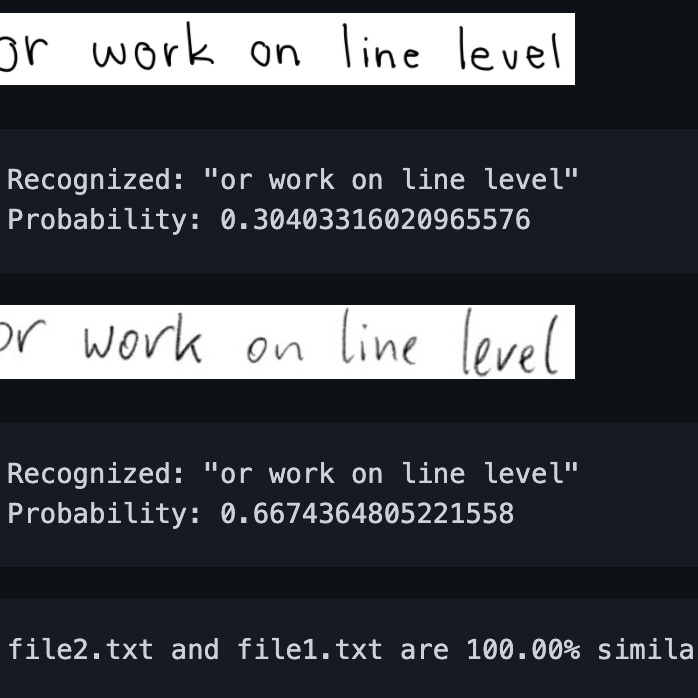 or work on line level
Recognized: "or work on line level"
Probability: 0.30403316020965576
or work on line level
Recognized: "or work on line level"
Probability: 0.6674364805221558
file2.txt and file1.txt are 100.00% simila